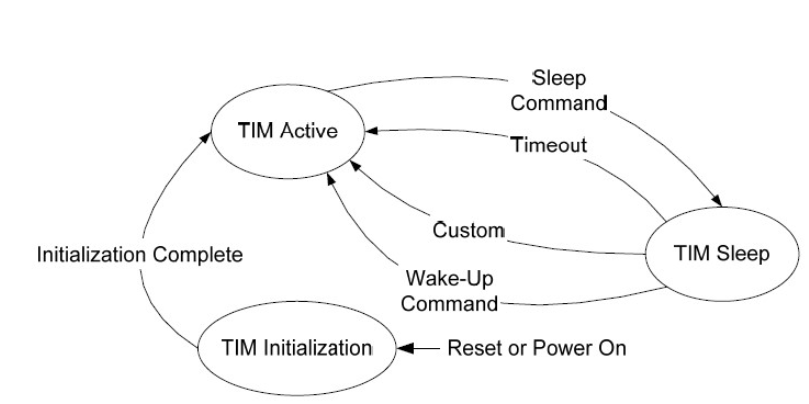 Sleep
Command
TIM Active
Timeout
Custom
TIM Sleep
Initialization Complete
Wake-Up
Command
TIM Initialization
Reset or Power On